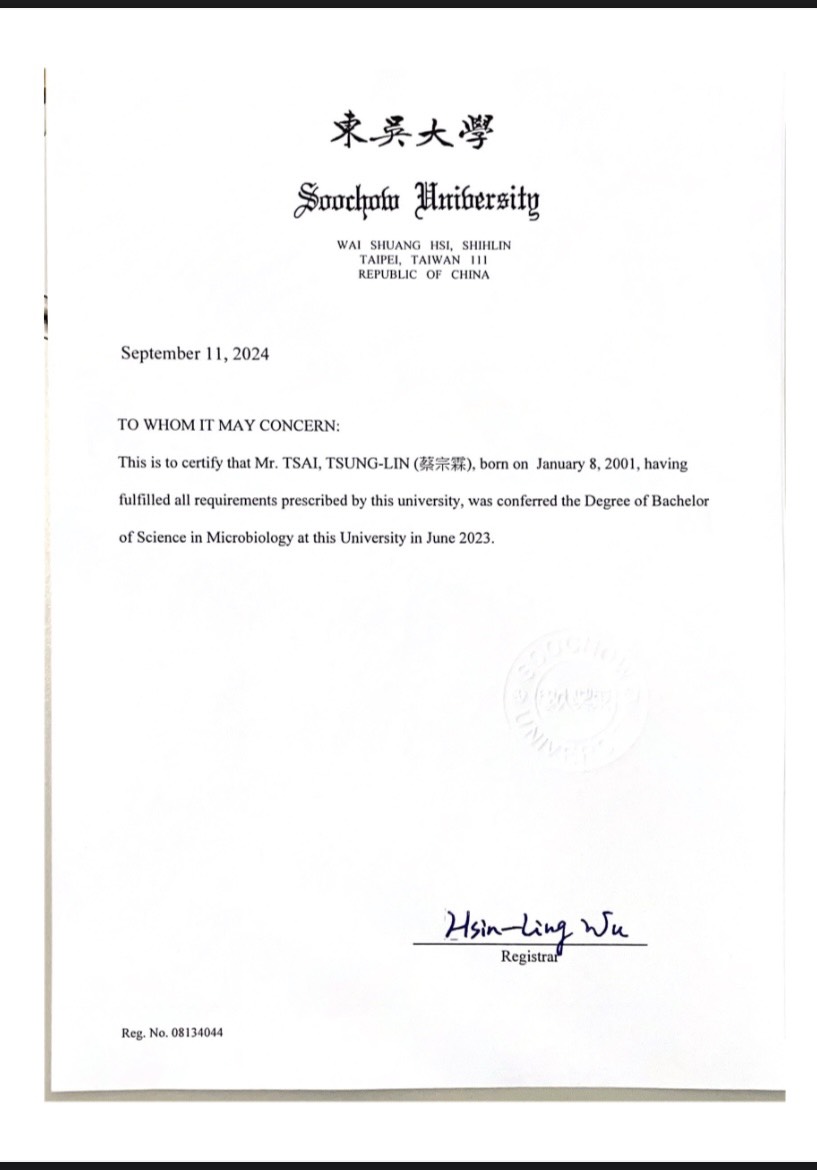 東吳大學
Soochow University
WAI SHUANG HSI, SHIHLIN
TAIPEI, TAIWAN 111
REPUBLIC OF CHINA
September 11, 2024
TO WHOM IT MAY CONCERN:
This is to certify that Mr. TSAI, TSUNG-LIN (蔡宗霖), born on January 8, 2001, having
fulfilled all requirements prescribed by this university, was conferred the Degree of Bachelor
of Science in Microbiology at this University in June 2023.
SOOCHOW
UNIVE
Hsin-Ling Wu
Registrar
Reg. No. 08134044